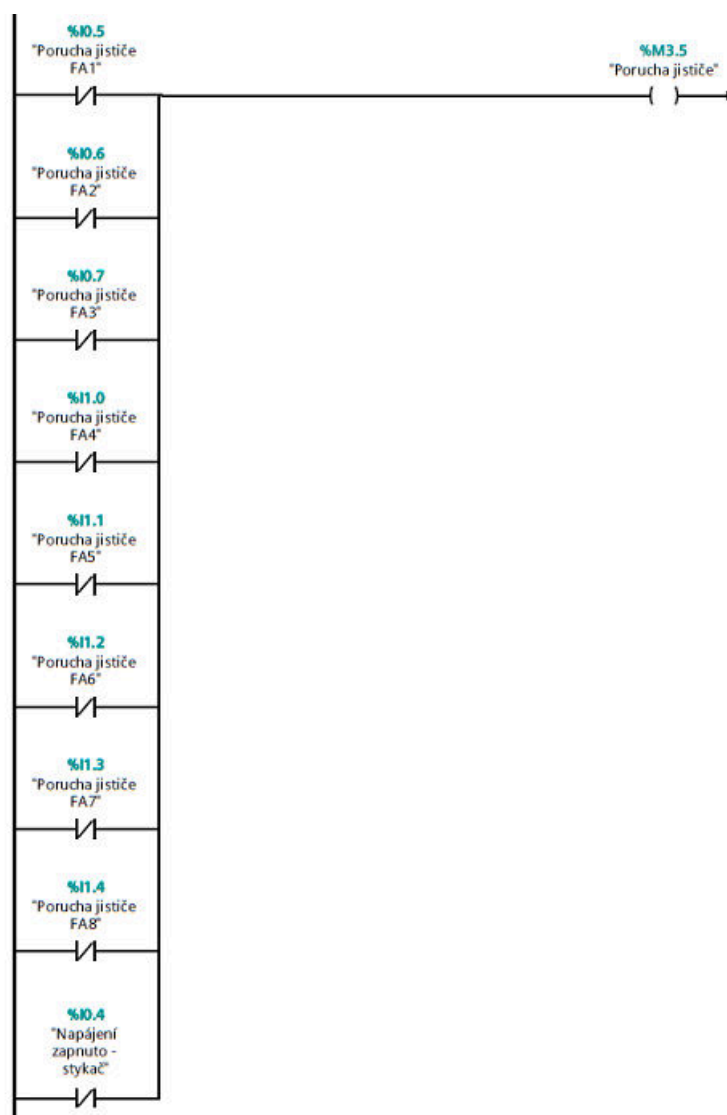 %I0.5
"Porucha jističe
FA1"
%M3.5
"Porucha jističe"
%I0.6
"Porucha jističe
FA2"
%I0.7
"Porucha jističe
FA3"
%I1.0
"Porucha jističe
FA4"
%I1.1
"Porucha jističe
FA5"
%I1.2
"Porucha jističe
FA6"
%I1.3
"Porucha jističe
FA7"
%I1.4
"Porucha jističe
FA8"
%I0.4
"Napájení
zapnuto -
stykač"